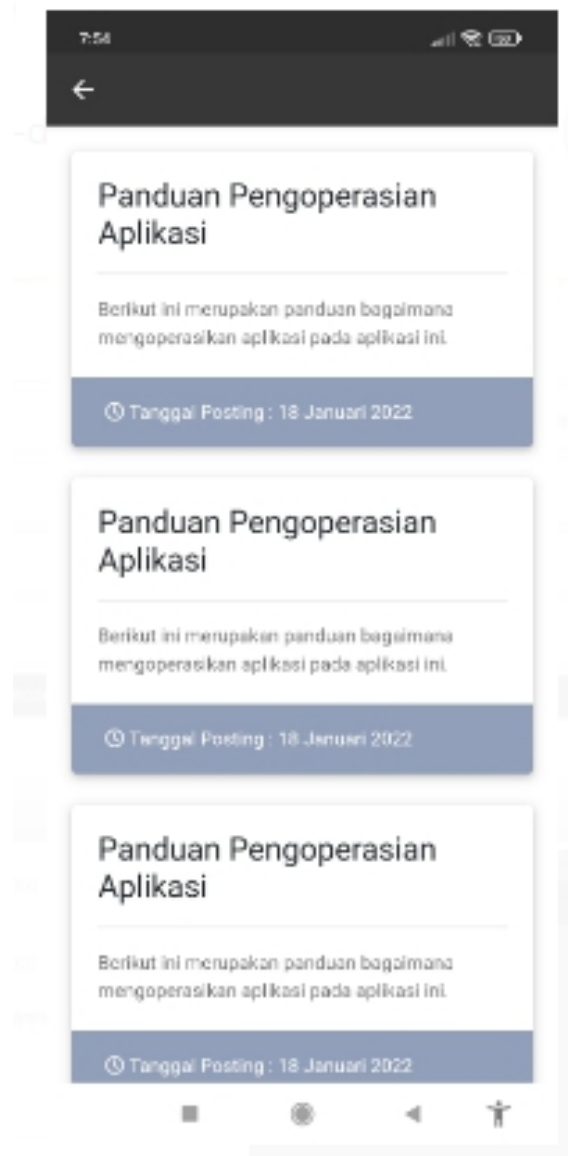 7:54
Panduan Pengoperasian
Aplikasi
Berikut ini merupakan panduan bagaimana
mengoperasikan aplikasi pada aplikasi ini.
Tanggal Posting : 18 Januari 2022
Panduan Pengoperasian
Aplikasi
Berikut ini merupakan panduan bagaimana
mengoperasikan aplikasi pada aplikasi ini.
Tanggal Posting : 18 Januari 2022
Panduan Pengoperasian
Aplikasi
Berikut ini merupakan panduan bagaimana
mengoperasikan aplikasi pada aplikasi ini.
Tanggal Posting : 18 Januari 2022